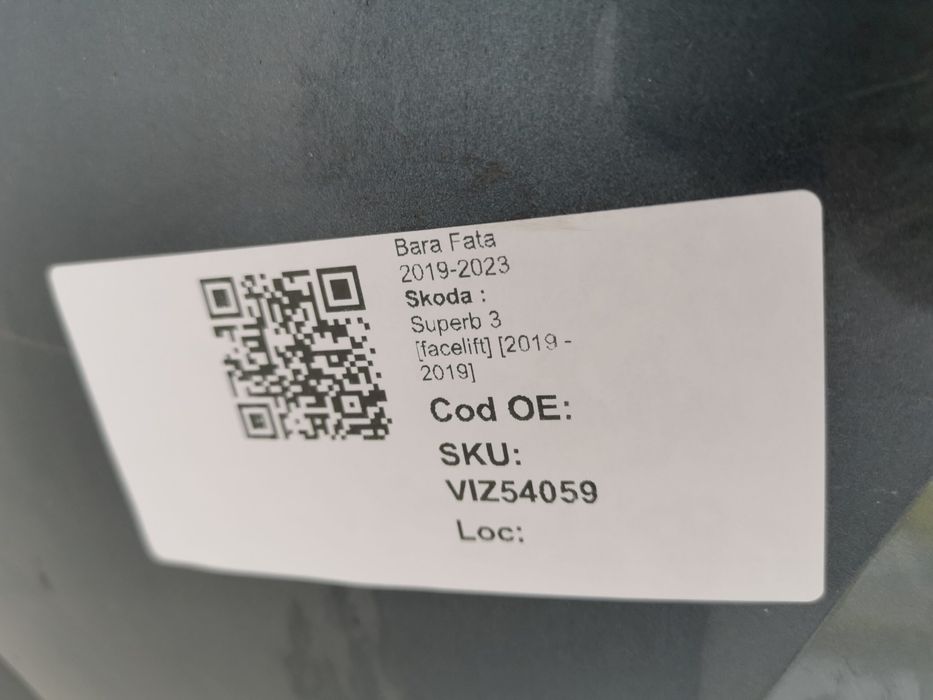 Bara Fata
2019-2023
Skoda :
Superb 3
[facelift] [2019 -
2019]
Cod OE:
SKU:
VIZ54059
Loc: